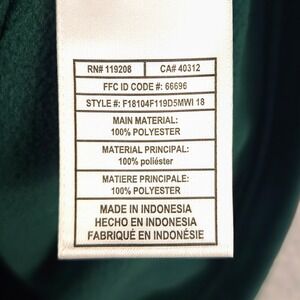 RN# 119208 CA# 40312
FFC ID CODE #: 66696
STYLE #: F18104F119D5MWI 18
MAIN MATERIAL:
100% POLYESTER
MATERIAL PRINCIPAL:
100% poliéster
MATIERE PRINCIPALE:
100% POLYESTER
MADE IN INDONESIA
HECHO EN INDONESIA
FABRIQUÉ EN INDONÉSIE